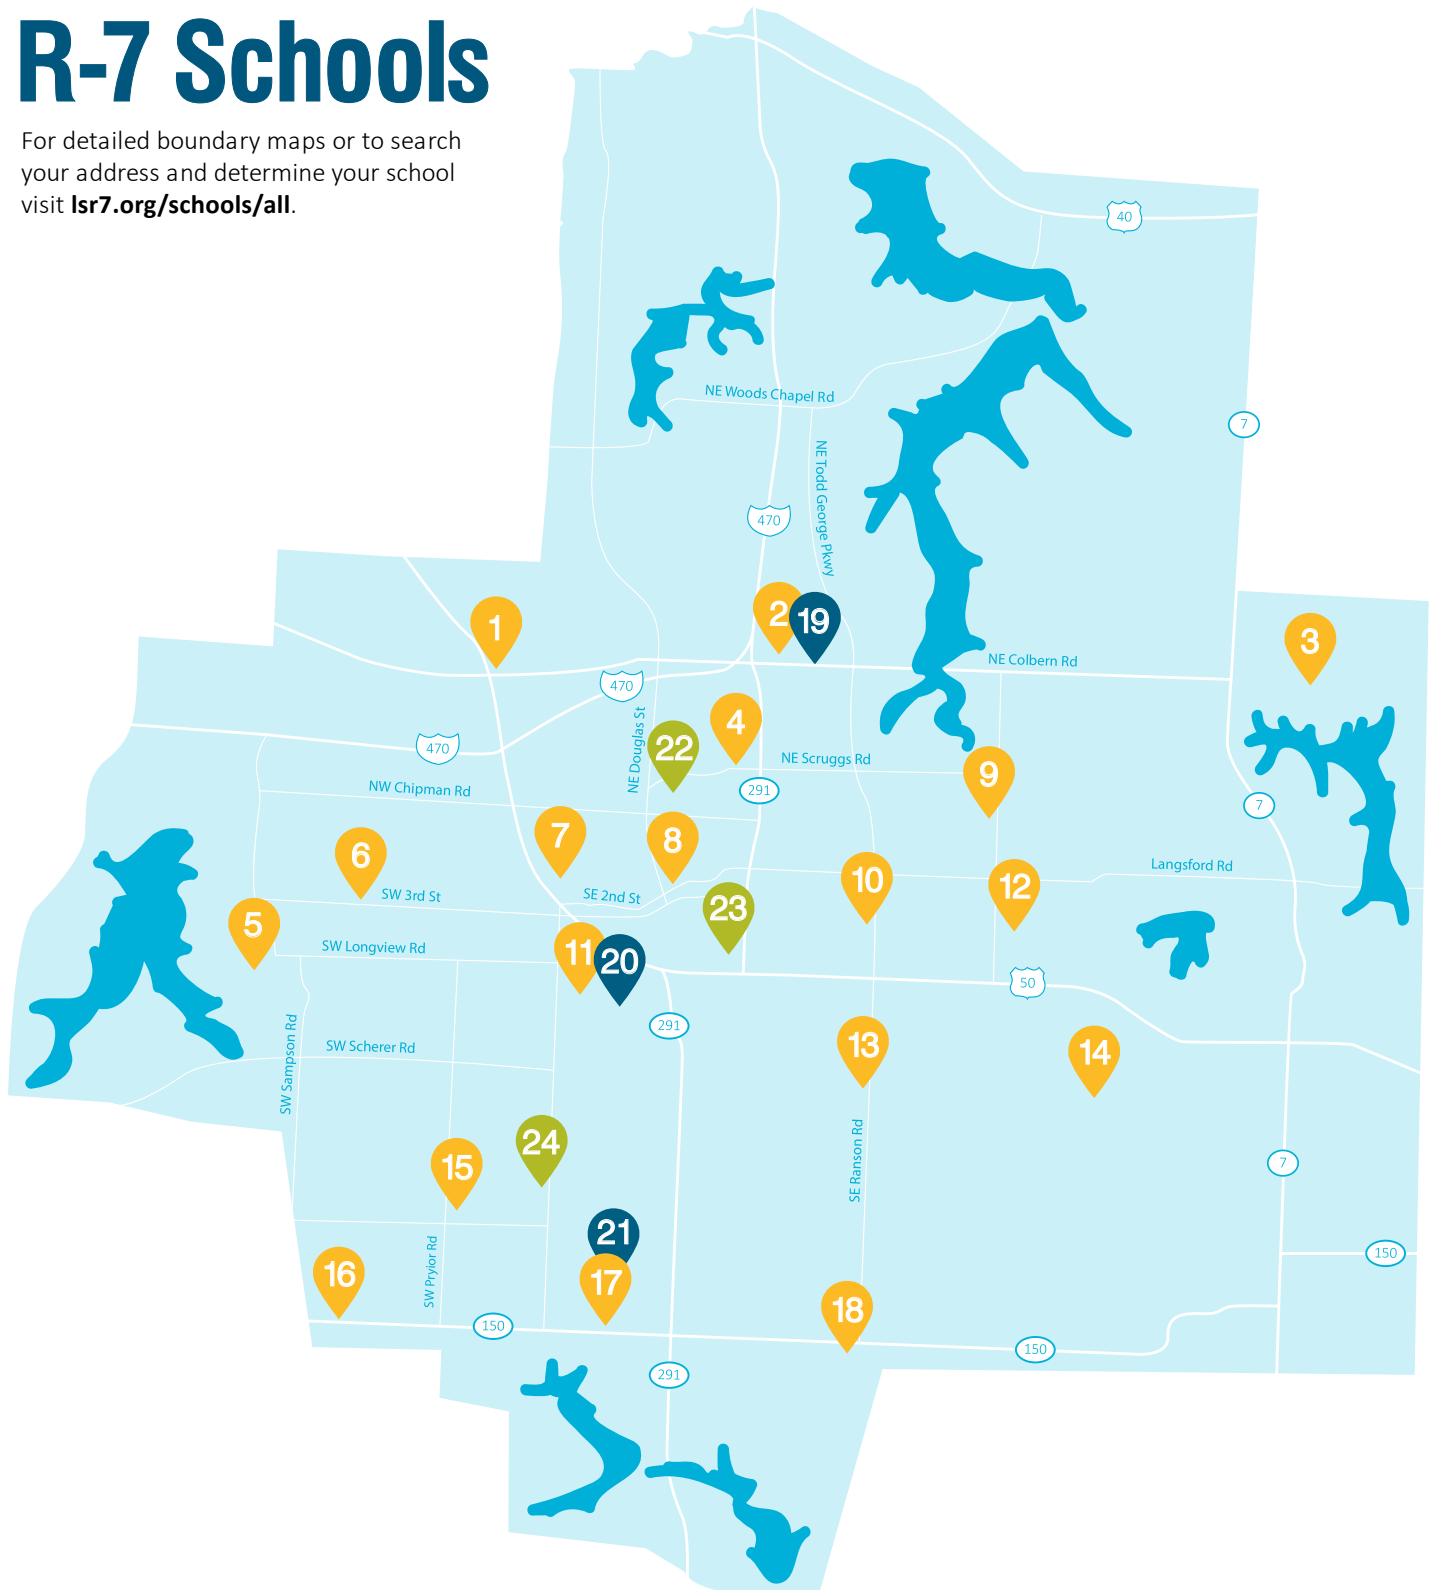 R-7 Schools
For detailed boundary maps or to search
your address and determine your school
visit lsr7.org/schools/all.
40
NE Woods Chapel Rd
7
NE Todd George Pkwy
470
1
2
19
3
NE Colbern Rd
470
NE Douglas St
4
22
470
NE Scruggs Rd
9
NW Chipman Rd
291
7
7
8
6
SW 3rd St
SE 2nd St
10
12
Langsford Rd
5
23
SW Longview Rd
11
20
50
291
SW Sampson Rd
SW Scherer Rd
13
14
24
15
SE Ranson Rd
7
21
SW Pryior Rd
150
16
17
18
150
150
291